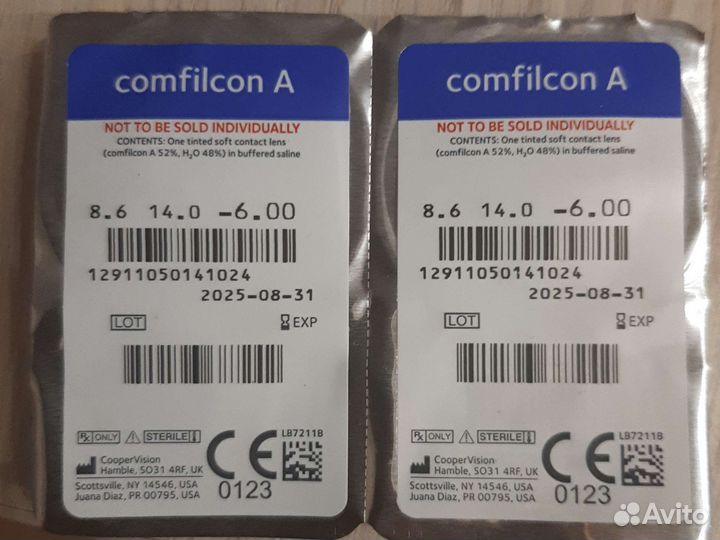 comfilcon A
NOT TO BE SOLD INDIVIDUALLY
CONTENTS: One tinted soft contact lens
(comfilcon A 52%, H₂O 48%) in buffered saline
8.6 14.0 -6.00
12911050141024
2025-08-31
LOT EXP
Rx ONLY STERILE LB7211B
CooperVision
Hamble, SO31 4RF, UK
Scottsville, NY 14546, USA
Juana Diaz, PR 00795, USA
CE 0123
comfilcon A
NOT TO BE SOLD INDIVIDUALLY
CONTENTS: One tinted soft contact lens
(comfilcon A 52%, H₂O 48%) in buffered saline
8.6 14.0 -6.00
12911050141024
2025-08-31
LOT EXP
Rx ONLY STERILE LB7211B
CooperVision
Hamble, SO31 4RF, UK
Scottsville, NY 14546, USA
Juana Diaz, PR 00795, USA
CE 0123
Avito